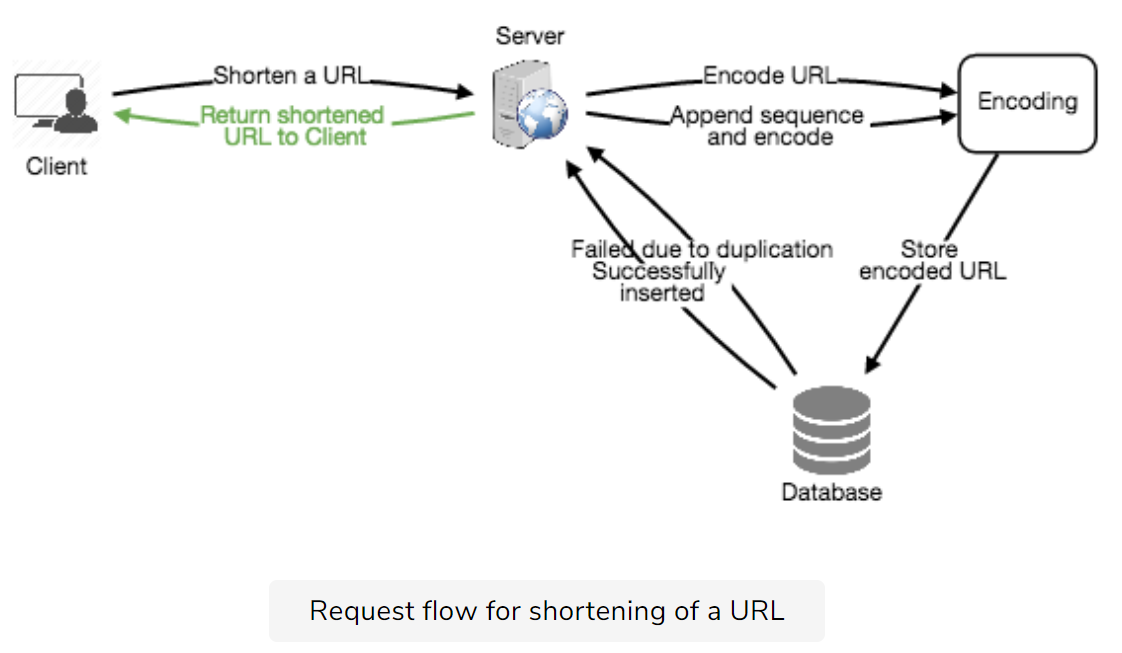 Server
Shorten a URL
Encode URL
Return shortened
URL to Client
Append sequence
and encode
Encoding
Client
Failed due to duplication
Successfully
inserted
Store
encoded URL
Database
Request flow for shortening of a URL